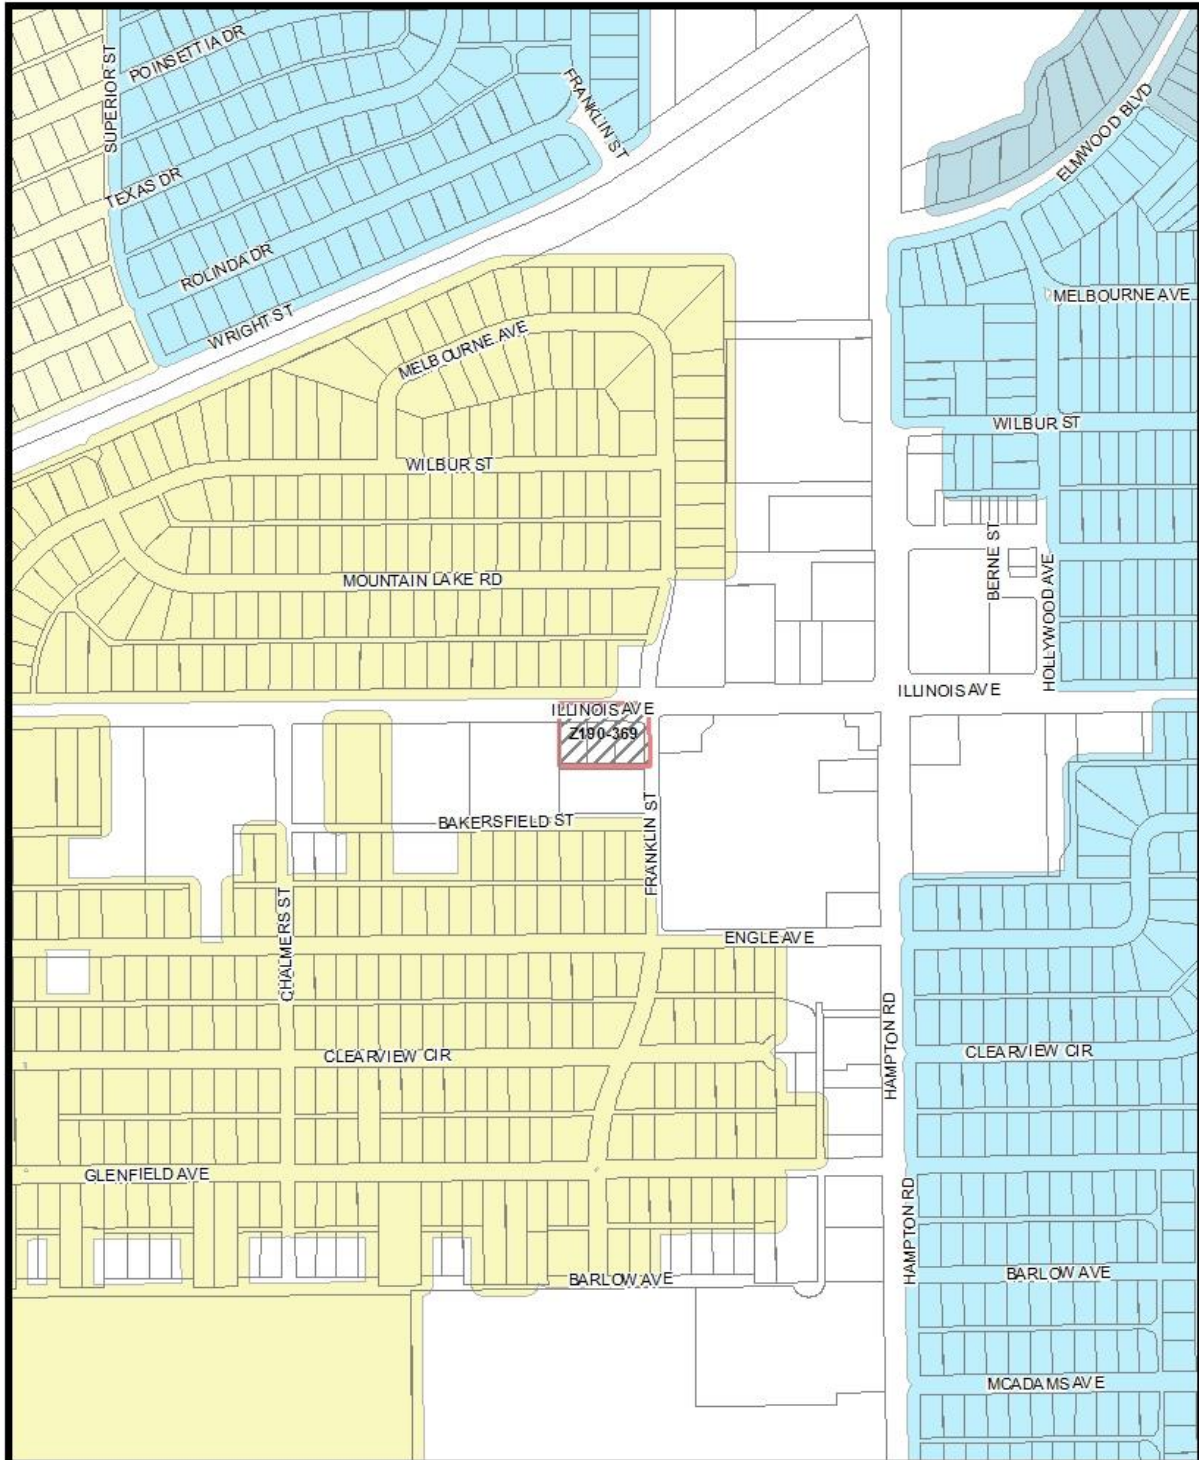 POINSETTIA DR
SUPERIOR ST
FRANKLIN ST
ELMWOOD BLVD
TEXAS DR
ROLINDA DR
WRIGHT ST
MELBOURNE AVE
MELBOURNE AVE
WILBUR ST
WILBUR ST
BERNE ST
MOUNTAIN LAKE RD
HOLLYWOOD AVE
ILLINOIS AVE
ILLINOIS AVE
Z190-369
BAKERSFIELD ST
FRANKLIN ST
CHALMERS ST
ENGLE AVE
HAMPTON RD
CLEARVIEW CIR
CLEARVIEW CIR
GLENFIELD AVE
HAMPTON RD
BARLOW AVE
BARLOW AVE
MCADAMS AVE